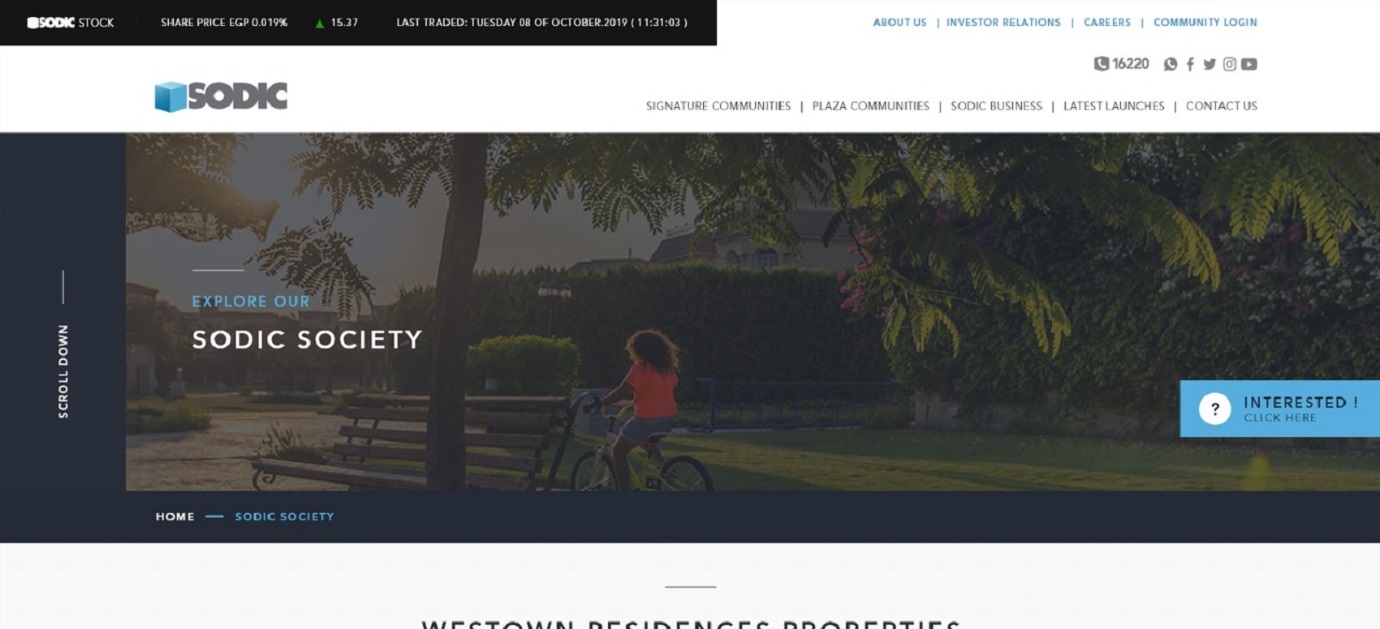 SODIC STOCK SHARE PRICE EGP 0.019% ▲ 15.37 LAST TRADED: TUESDAY 08 OF OCTOBER.2019 ( 11:31:03 )
ABOUT US | INVESTOR RELATIONS | CAREERS | COMMUNITY LOGIN
16220
SODIC
SIGNATURE COMMUNITIES | PLAZA COMMUNITIES | SODIC BUSINESS | LATEST LAUNCHES | CONTACT US
SCROLL DOWN
EXPLORE OUR
SODIC SOCIETY
? INTERESTED !
CLICK HERE
HOME — SODIC SOCIETY
WESTOWN RESIDENCES PROPERTIES